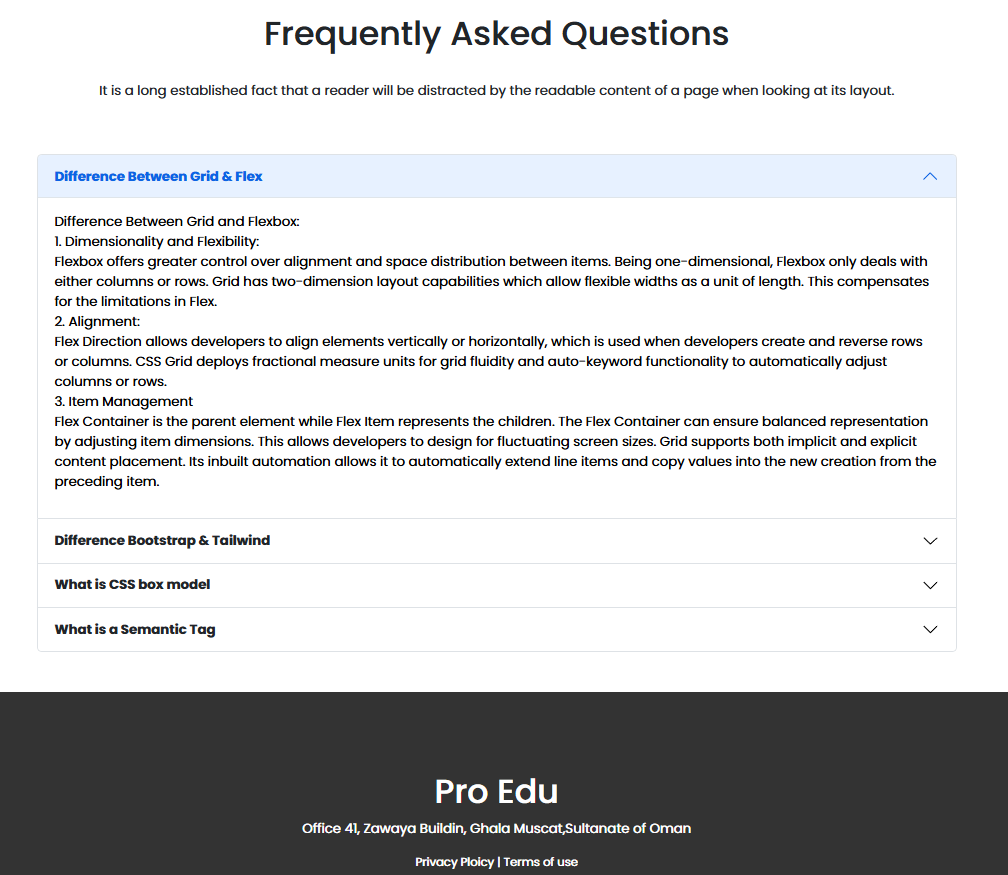 Frequently Asked Questions
It is a long established fact that a reader will be distracted by the readable content of a page when looking at its layout.
Difference Between Grid & Flex
Difference Between Grid and Flexbox:
1. Dimensionality and Flexibility:
Flexbox offers greater control over alignment and space distribution between items. Being one-dimensional, Flexbox only deals with
either columns or rows. Grid has two-dimension layout capabilities which allow flexible widths as a unit of length. This compensates
for the limitations in Flex.
2. Alignment:
Flex Direction allows developers to align elements vertically or horizontally, which is used when developers create and reverse rows
or columns. CSS Grid deploys fractional measure units for grid fluidity and auto-keyword functionality to automatically adjust
columns or rows.
3. Item Management
Flex Container is the parent element while Flex Item represents the children. The Flex Container can ensure balanced representation
by adjusting item dimensions. This allows developers to design for fluctuating screen sizes. Grid supports both implicit and explicit
content placement. Its inbuilt automation allows it to automatically extend line items and copy values into the new creation from the
preceding item.
Difference Bootstrap & Tailwind
What is CSS box model
What is a Semantic Tag
Pro Edu
Office 41, Zawaya Buildin, Ghala Muscat,Sultanate of Oman
Privacy Ploicy | Terms of use